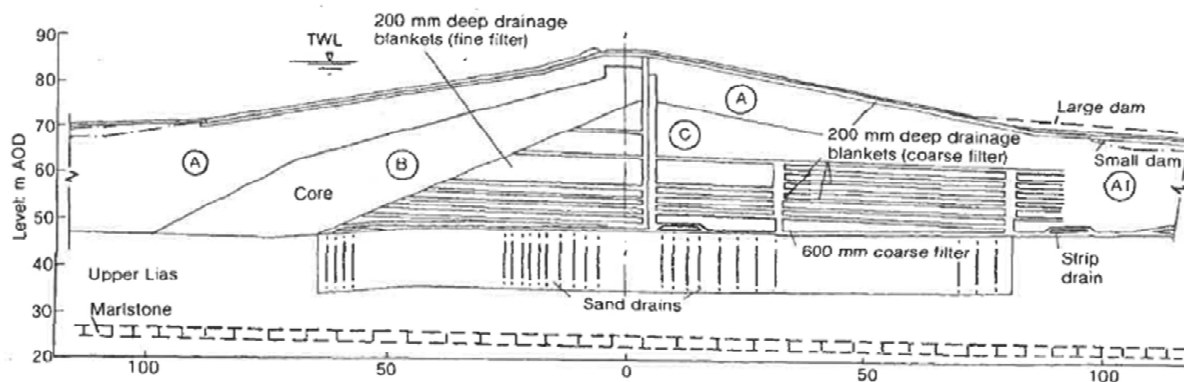 90
80
70
60
50
40
30
20
Level: m AOD
TWL
200 mm deep drainage
blankets (fine filter)
A
B
Core
A
C
Large dam
200 mm deep drainage
blankets (coarse filter)
Small dam
A1
600 mm coarse filter
Strip
drain
Upper Lias
Sand drains
Marlstone
100
50
0
50
100